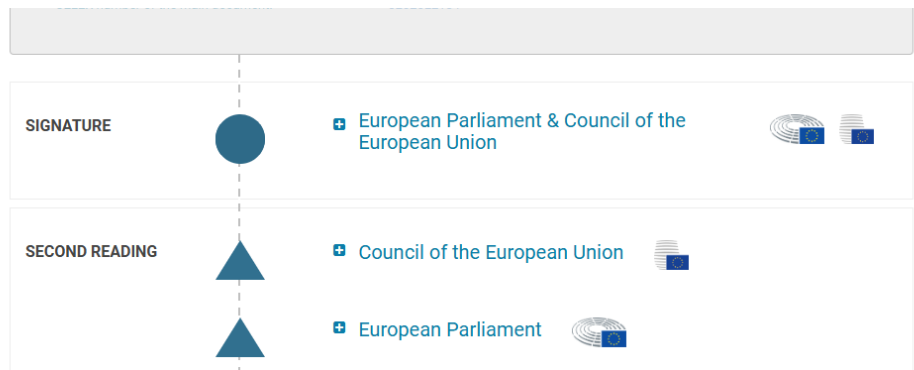 SIGNATURE
European Parliament & Council of the
European Union
SECOND READING
Council of the European Union
European Parliament